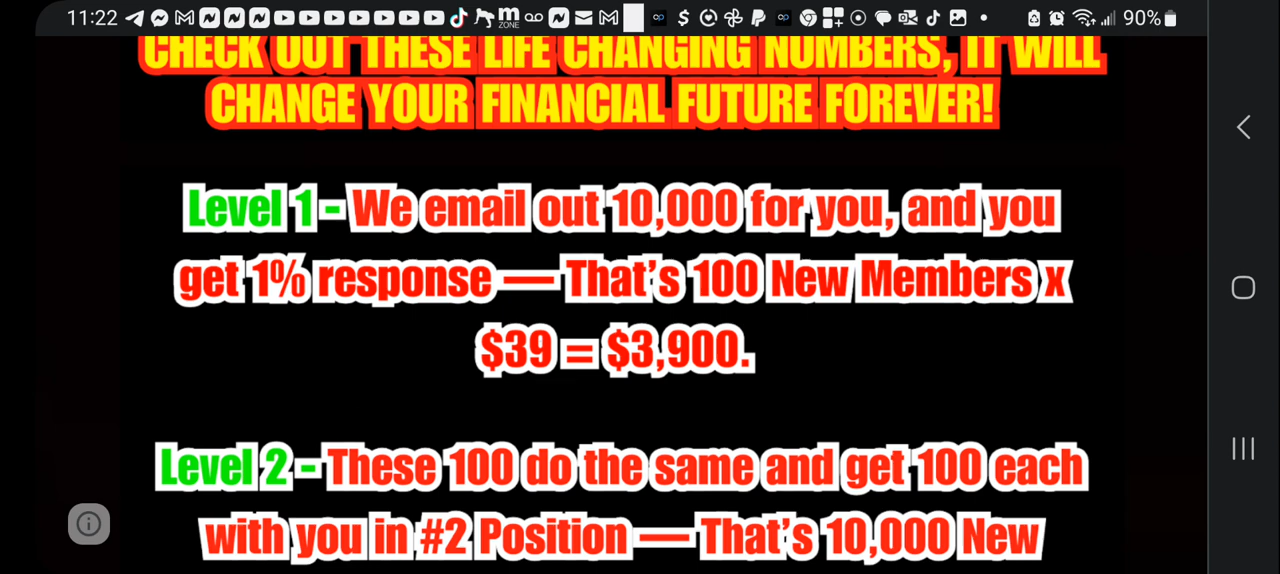 11:22
m
ZONE
90%
CHECK OUT THESE LIFE CHANGING NUMBERS, IT WILL
CHANGE YOUR FINANCIAL FUTURE FOREVER!
Level 1 - We email out 10,000 for you, and you
get 1% response — That's 100 New Members x
$39 = $3,900.
Level 2 - These 100 do the same and get 100 each
with you in #2 Position — That's 10,000 New